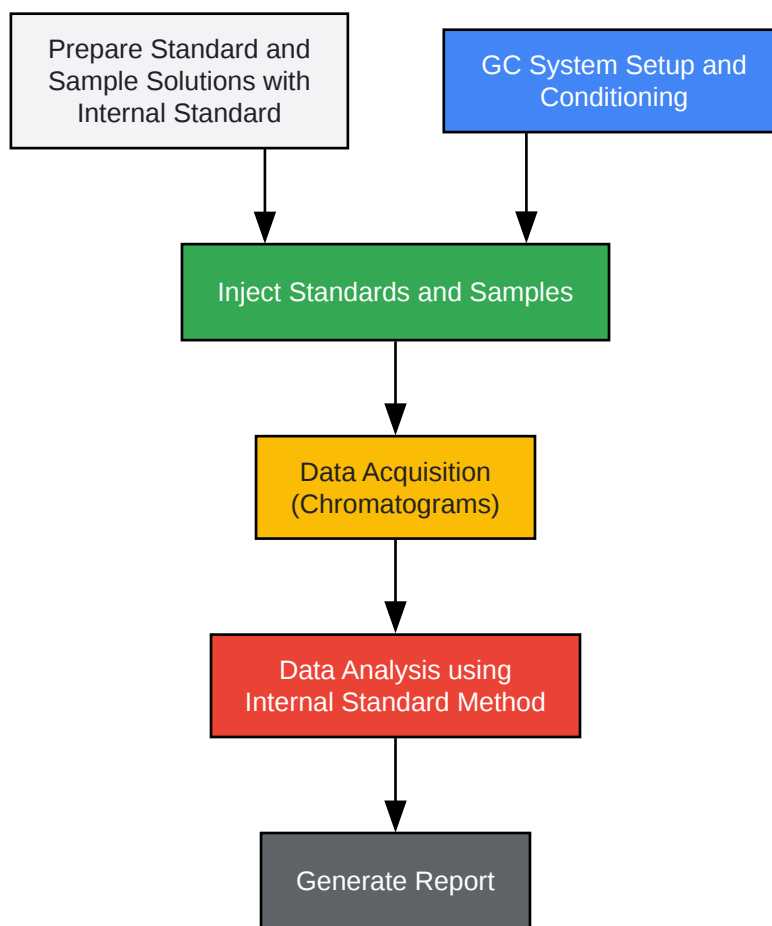 Prepare Standard and
Sample Solutions with
Internal Standard
GC System Setup and
Conditioning
Inject Standards and Samples
Data Acquisition
(Chromatograms)
Data Analysis using
Internal Standard Method
Generate Report